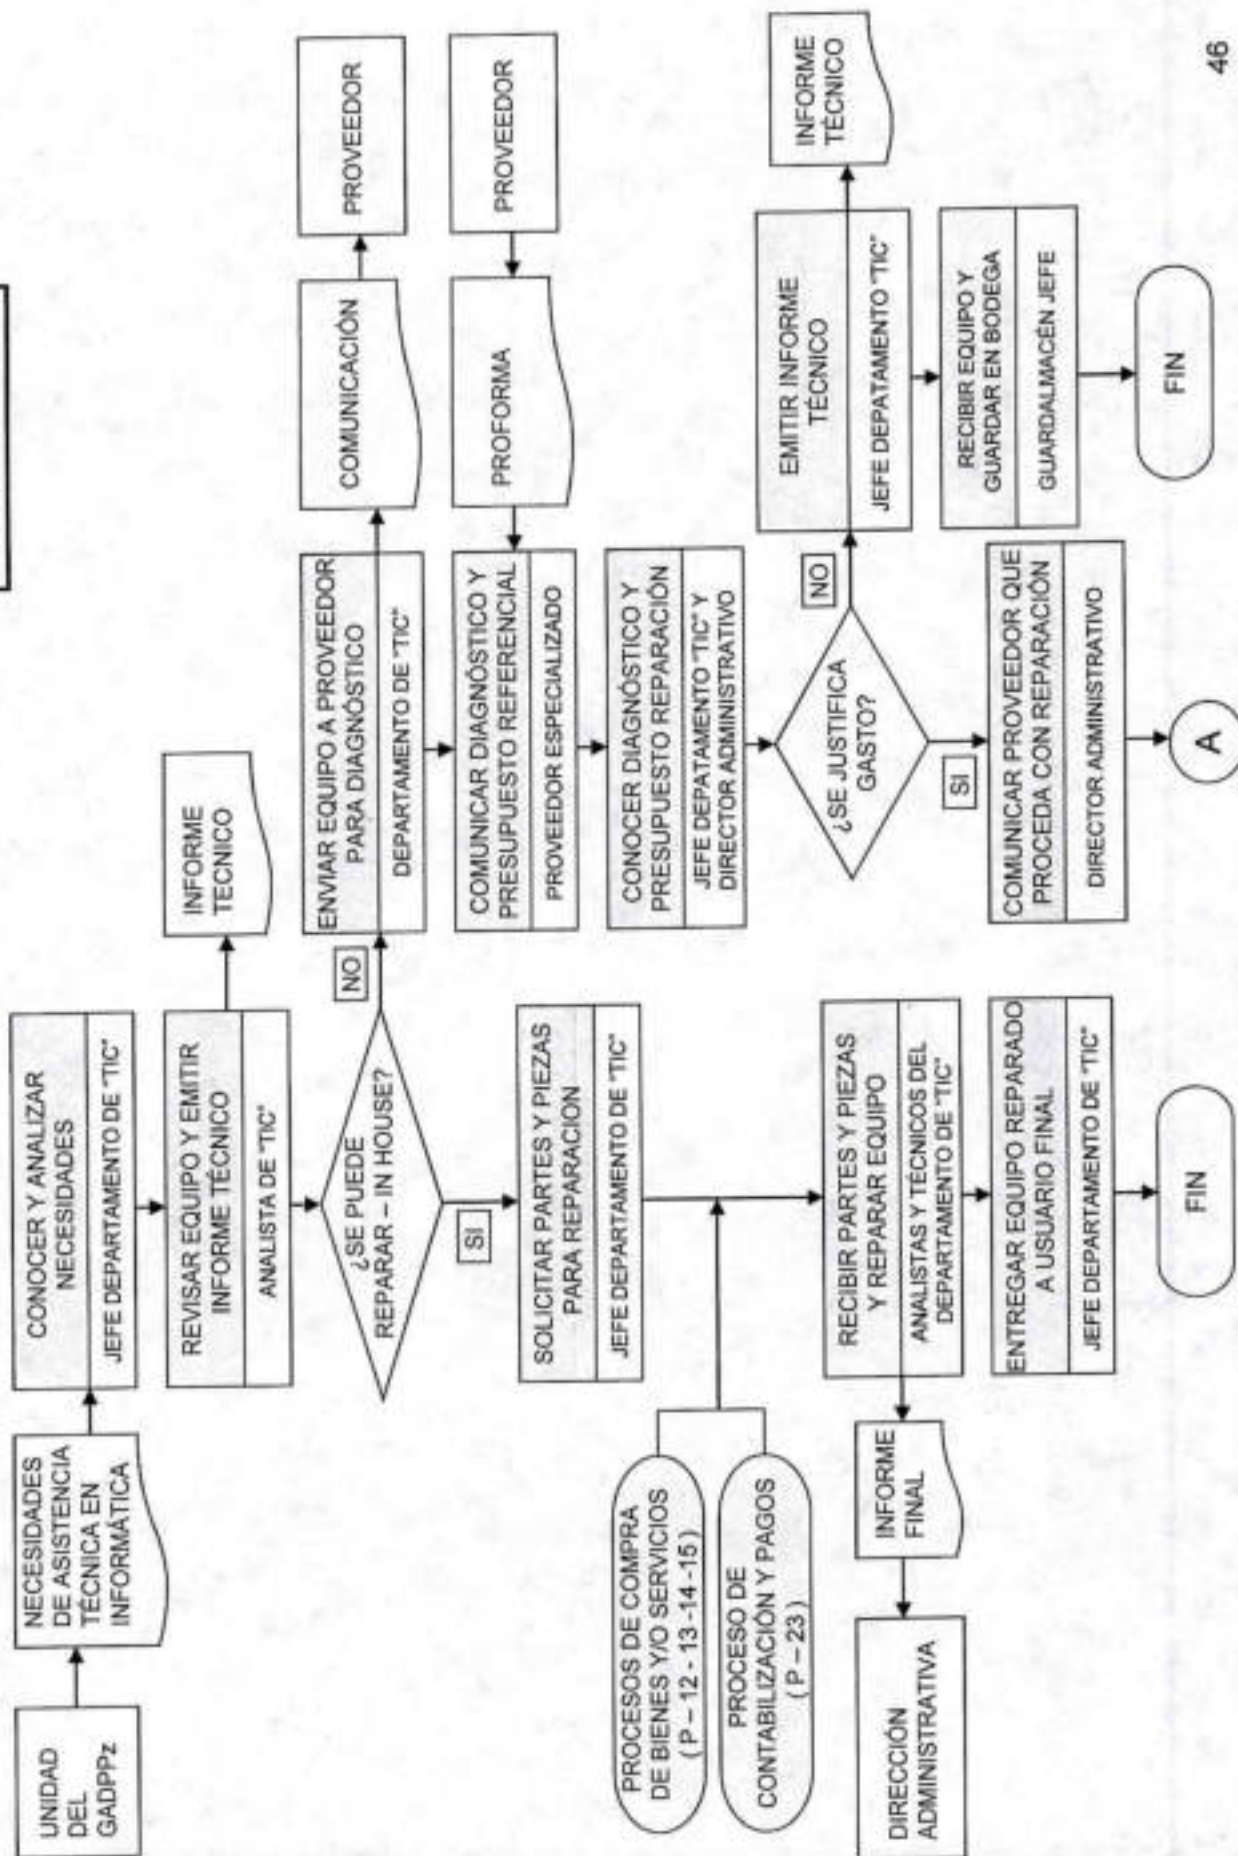 UNIDAD
DEL
GADPPz
NECESIDADES
DE ASISTENCIA
TÉCNICA EN
INFORMÁTICA
CONOCER Y ANALIZAR
NECESIDADES
JEFE DEPARTAMENTO DE "TIC"
REVISAR EQUIPO Y EMITIR
INFORME TÉCNICO
ANALISTA DE "TIC"
INFORME
TECNICO
¿SE PUEDE
REPARAR – IN HOUSE?
NO
SI
ENVIAR EQUIPO A PROVEEDOR
PARA DIAGNÓSTICO
DEPARTAMENTO DE "TIC"
COMUNICACIÓN
PROVEEDOR
COMUNICAR DIAGNÓSTICO Y
PRESUPUESTO REFERENCIAL
PROVEEDOR ESPECIALIZADO
PROFORMA
PROVEEDOR
SOLICITAR PARTES Y PIEZAS
PARA REPARACION
JEFE DEPARTAMENTO DE "TIC"
CONOCER DIAGNÓSTICO Y
PRESUPUESTO REPARACIÓN
JEFE DEPATAMENTO "TIC" Y
DIRECTOR ADMINISTRATIVO
PROCESOS DE COMPRA
DE BIENES Y/O SERVICIOS
( P – 12 - 13 -14 -15 )
PROCESO DE
CONTABILIZACIÓN Y PAGOS
( P – 23 )
¿SE JUSTIFICA
GASTO?
NO
SI
EMITIR INFORME
TÉCNICO
JEFE DEPATAMENTO "TIC"
INFORME
TÉCNICO
RECIBIR PARTES Y PIEZAS
Y REPARAR EQUIPO
ANALISTAS Y TÉCNICOS DEL
DEPARTAMENTO DE "TIC"
INFORME
FINAL
DIRECCIÓN
ADMINISTRATIVA
RECIBIR EQUIPO Y
GUARDAR EN BODEGA
GUARDALMACÉN JEFE
ENTREGAR EQUIPO REPARADO
A USUARIO FINAL
JEFE DEPARTAMENTO DE "TIC"
COMUNICAR PROVEEDOR QUE
PROCEDA CON REPARACIÓN
DIRECTOR ADMINISTRATIVO
FIN
A
FIN
46